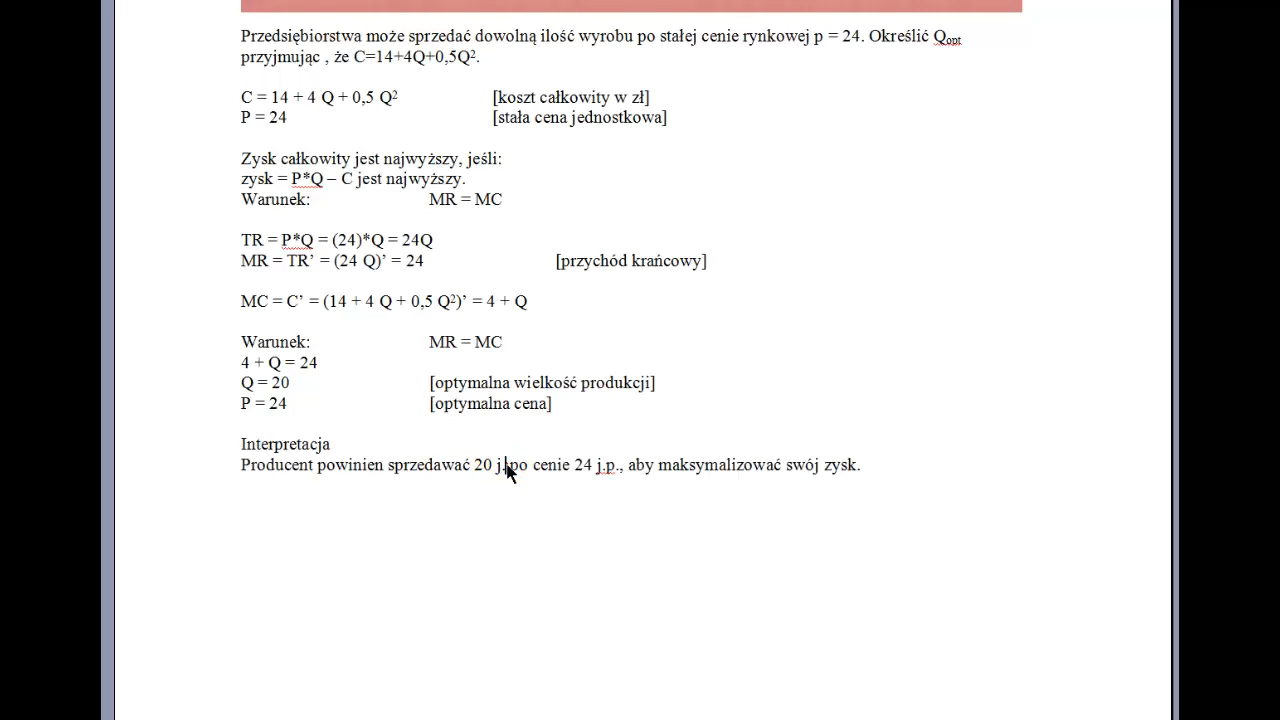 Przedsiębiorstwa może sprzedać dowolną ilość wyrobu po stałej cenie rynkowej p = 24. Określić Qopt
przyjmując , że C=14+4Q+0,5Q².
C = 14 + 4 Q + 0,5 Q² [koszt całkowity w zł]
P = 24 [stała cena jednostkowa]
Zysk całkowity jest najwyższy, jeśli:
zysk = P*Q – C jest najwyższy.
Warunek: MR = MC
TR = P*Q = (24)*Q = 24Q
MR = TR’ = (24 Q)’ = 24 [przychód krańcowy]
MC = C’ = (14 + 4 Q + 0,5 Q²)’ = 4 + Q
Warunek: MR = MC
4 + Q = 24
Q = 20 [optymalna wielkość produkcji]
P = 24 [optymalna cena]
Interpretacja
Producent powinien sprzedawać 20 j. po cenie 24 j.p., aby maksymalizować swój zysk.